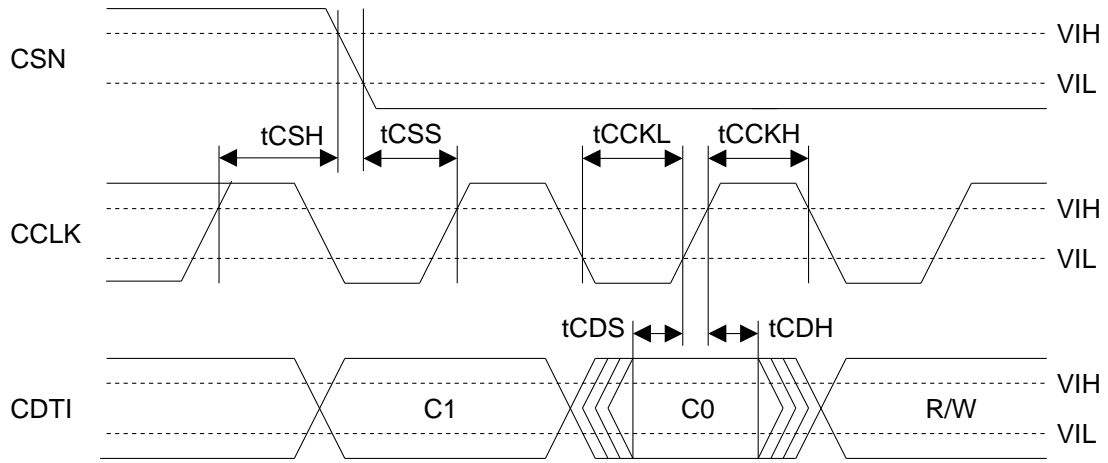 VIH
CSN
VIL
tCSH
tCSS
tCCKL
tCCKH
VIH
CCLK
VIL
tCDS
tCDH
VIH
CDTI
C1
C0
R/W
VIL